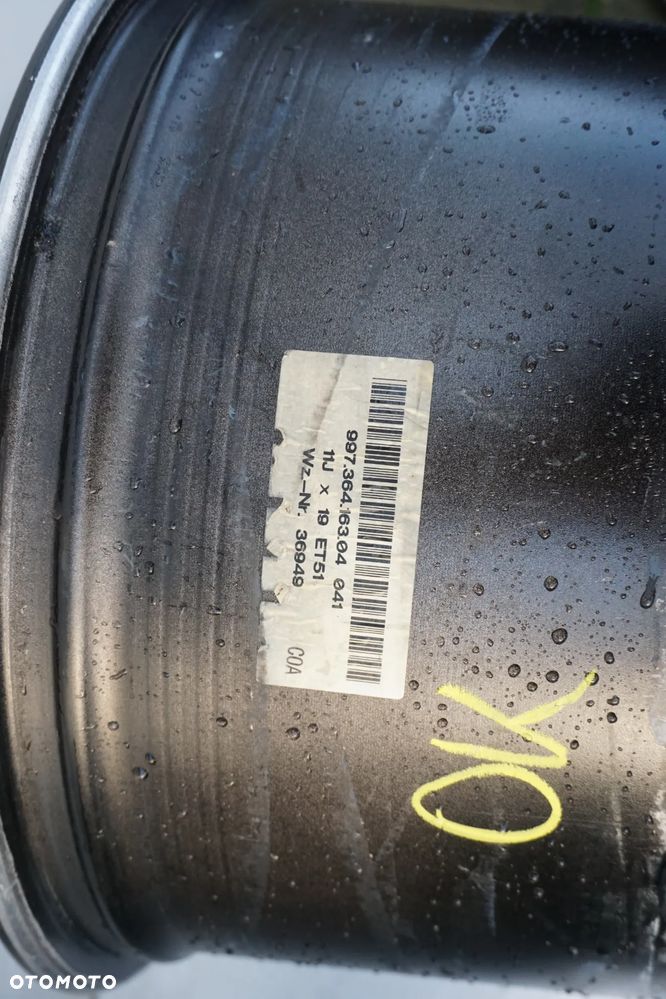 997.364.163.04 041
11J x 19 ET51
Wz-Nr. 36949
COA
OK
OTOMOTO